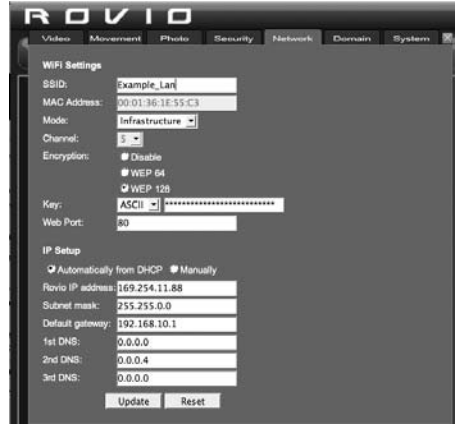 ROVIO
Video Movement Photo Security Network Domain System
WiFi Settings
SSID: Example_Lan
MAC Address: 00:01:36:1E:55:C3
Mode: Infrastructure
Channel: 5
Encryption: Disable
WEP 64
WEP 128
Key: ASCII **************************
Web Port: 80
IP Setup
Automatically from DHCP Manually
Rovio IP address: 169.254.11.88
Subnet mask: 255.255.0.0
Default gateway: 192.168.10.1
1st DNS: 0.0.0.0
2nd DNS: 0.0.0.4
3rd DNS: 0.0.0.0
Update Reset